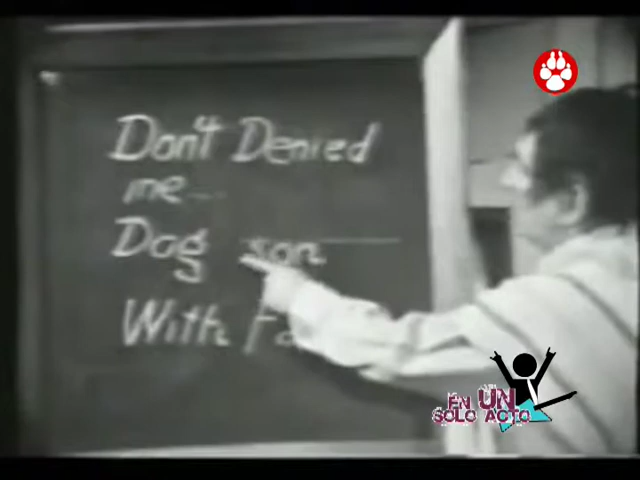 Don't Denied
me...
Dog son
With
EN UN
SOLO ACTO